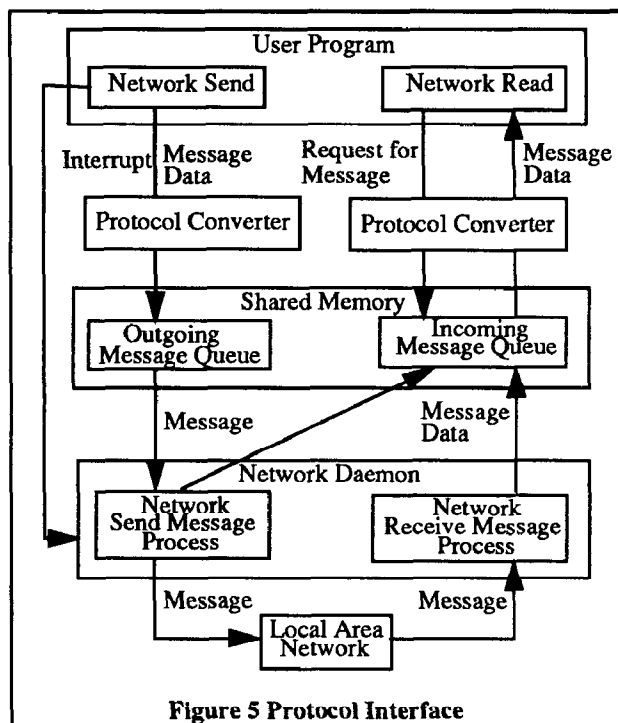 User Program
Network Send
Network Read
Interrupt
Message
Data
Request for
Message
Message
Data
Protocol Converter
Protocol Converter
Shared Memory
Outgoing
Message Queue
Incoming
Message Queue
Message
Message
Data
Network Daemon
Network
Send Message
Process
Network
Receive Message
Process
Message
Message
Local Area
Network
Figure 5 Protocol Interface